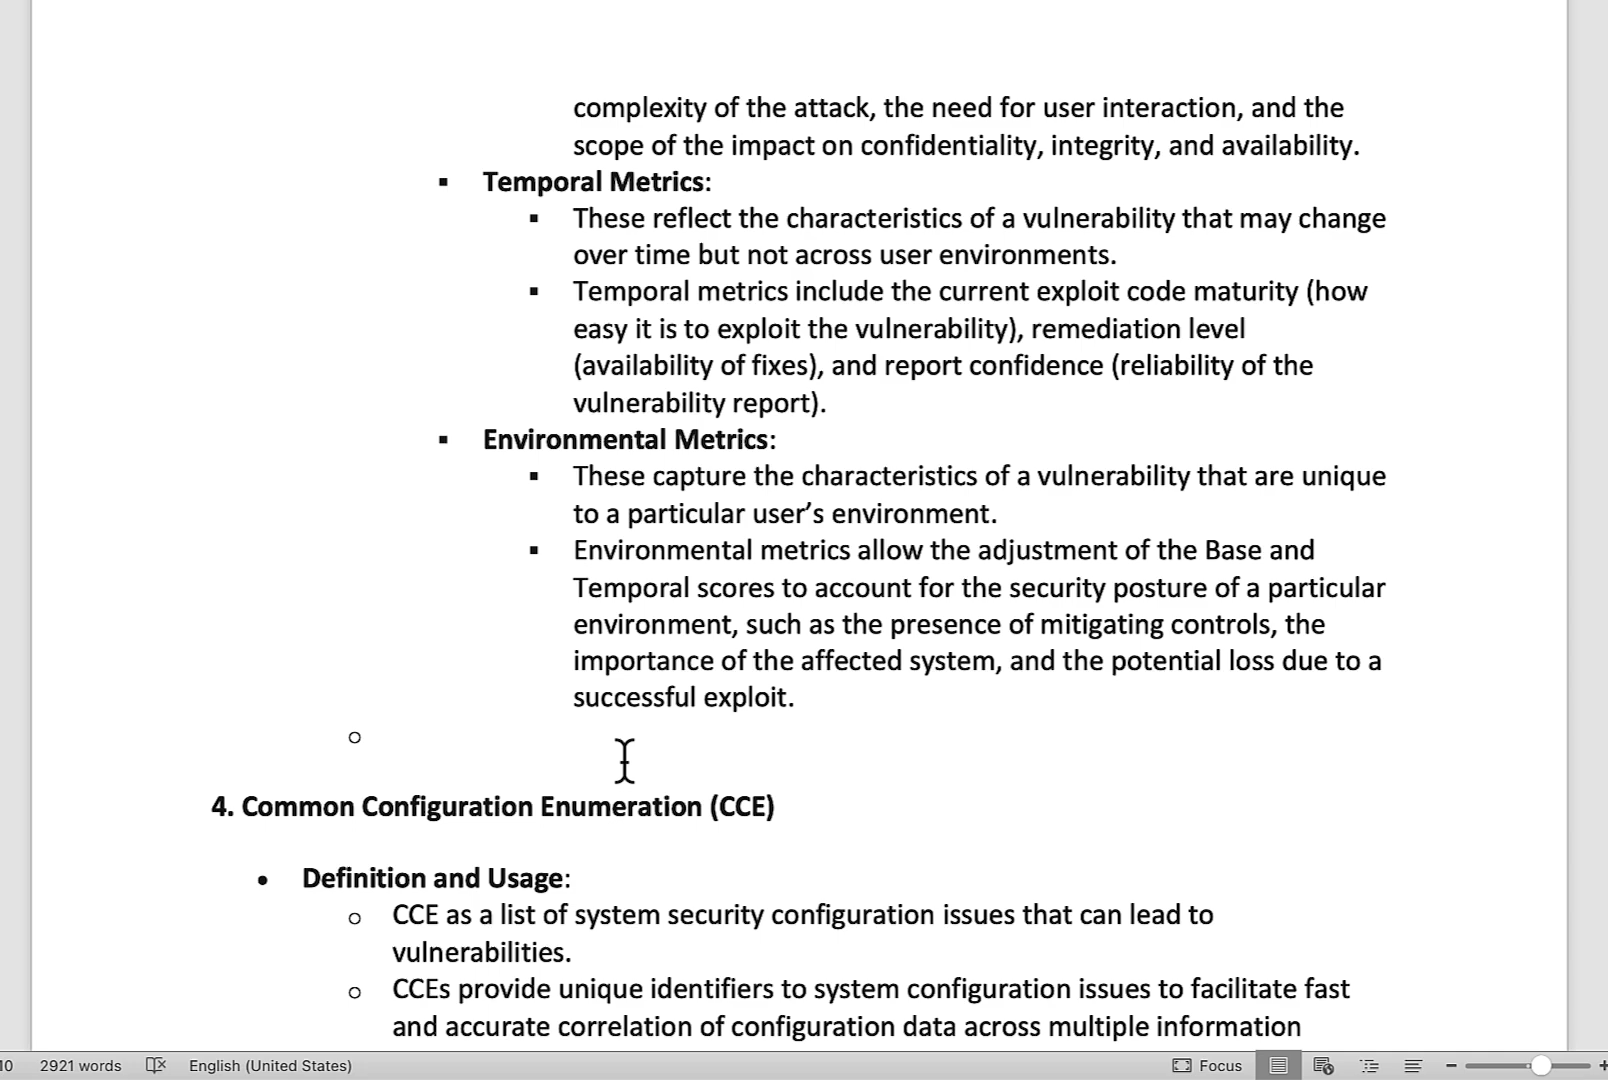 complexity of the attack, the need for user interaction, and the
scope of the impact on confidentiality, integrity, and availability.
▪ Temporal Metrics:
▪ These reflect the characteristics of a vulnerability that may change
over time but not across user environments.
▪ Temporal metrics include the current exploit code maturity (how
easy it is to exploit the vulnerability), remediation level
(availability of fixes), and report confidence (reliability of the
vulnerability report).
▪ Environmental Metrics:
▪ These capture the characteristics of a vulnerability that are unique
to a particular user’s environment.
▪ Environmental metrics allow the adjustment of the Base and
Temporal scores to account for the security posture of a particular
environment, such as the presence of mitigating controls, the
importance of the affected system, and the potential loss due to a
successful exploit.
4. Common Configuration Enumeration (CCE)
• Definition and Usage:
o CCE as a list of system security configuration issues that can lead to
vulnerabilities.
o CCEs provide unique identifiers to system configuration issues to facilitate fast
and accurate correlation of configuration data across multiple information
10 2921 words English (United States) Focus